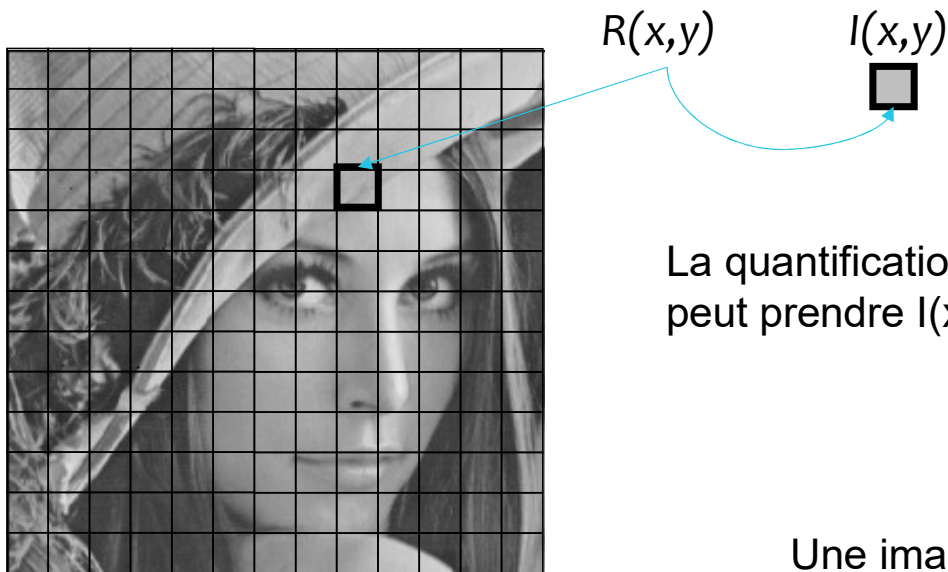 R(x,y) I(x,y)
La quantificatio
peut prendre I(
Une ima